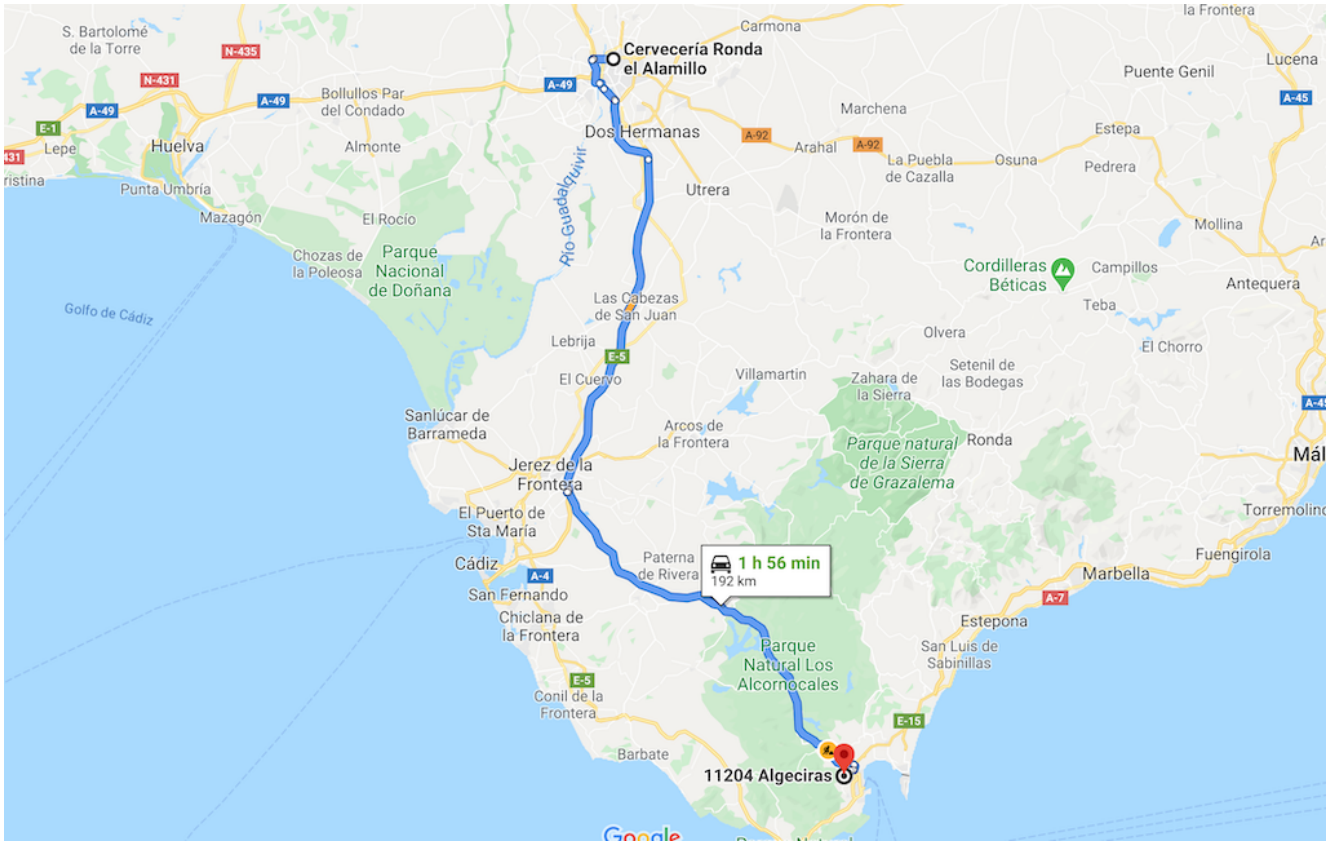 S. Bartolomé
de la Torre
N-435
Cervecería Ronda
el Alamillo
Carmona
la Frontera
Lucena
Puente Genil
N-431
A-49
Bollullos Par
del Condado
A-49
A-49
A-45
Marchena
E-1
Lepe
Huelva
Almonte
Dos Hermanas
A-92
Arahal
A-92
Estepa
431
La Puebla
de Cazalla
Osuna
Pedrera
ristina
Punta Umbría
Río Guadalquivir
Utrera
Mazagón
El Rocío
Morón de
la Frontera
Mollina
Ar
Chozas de
la Poleosa
Parque
Nacional
de Doñana
Cordilleras
Béticas
Campillos
Antequera
Golfo de Cádiz
Las Cabezas
de San Juan
Teba
Lebrija
E-5
Olvera
El Chorro
El Cuervo
Villamartin
Zahara de
la Sierra
Setenil de
las Bodegas
A-45
Sanlúcar de
Barrameda
Arcos de
la Frontera
Parque natural
de la Sierra
de Grazalema
Ronda
Mál
Jerez de la
Frontera
El Puerto de
Sta María
Torremolino
Cádiz
A-4
Paterna
de Rivera
1 h 56 min
192 km
Fuengirola
Marbella
San Fernando
A-7
Chiclana de
la Frontera
Estepona
Parque
Natural Los
Alcornocales
San Luis de
Sabinillas
E-5
Conil de la
Frontera
E-15
Barbate
11204 Algeciras
Google